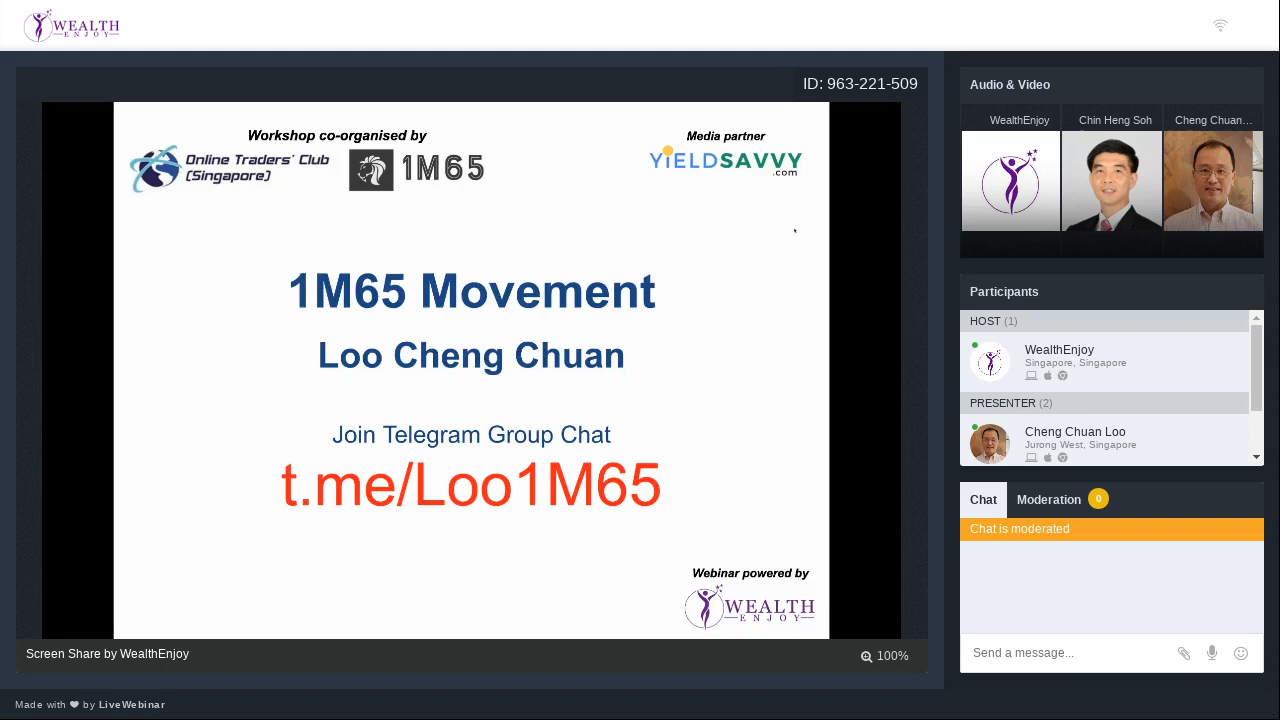 WEALTH
ENJOY
ID: 963-221-509
Workshop co-organised by
Online Traders' Club
(Singapore)
1M65
Media partner
YIELDSAVVY
.com
1M65 Movement
Loo Cheng Chuan
Join Telegram Group Chat
t.me/Loo1M65
Webinar powered by
WEALTH
ENJOY
Screen Share by WealthEnjoy
100%
Audio & Video
WealthEnjoy
Chin Heng Soh
Cheng Chuan…
Participants
HOST (1)
WealthEnjoy
Singapore, Singapore
PRESENTER (2)
Cheng Chuan Loo
Jurong West, Singapore
Chat
Moderation 0
Chat is moderated
Send a message...
Made with by LiveWebinar